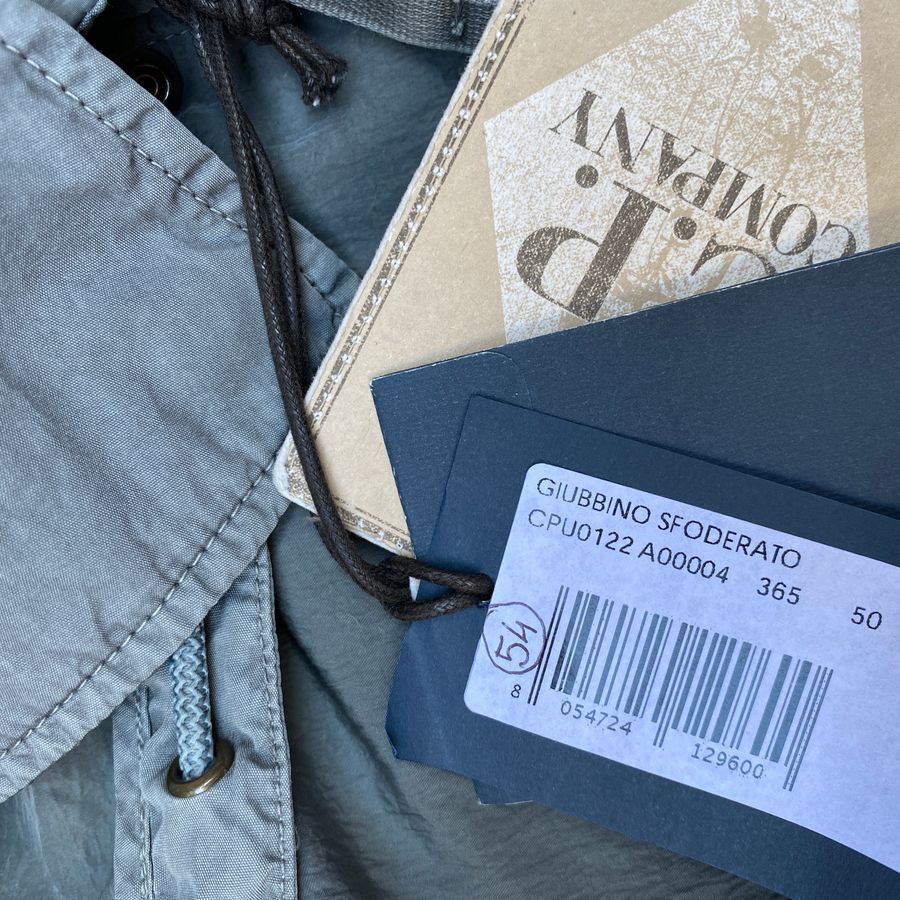 C.P.
COMPANY
GIUBBINO SFODERATO
CPU0122 A00004 365 50
54
8 054724 129600